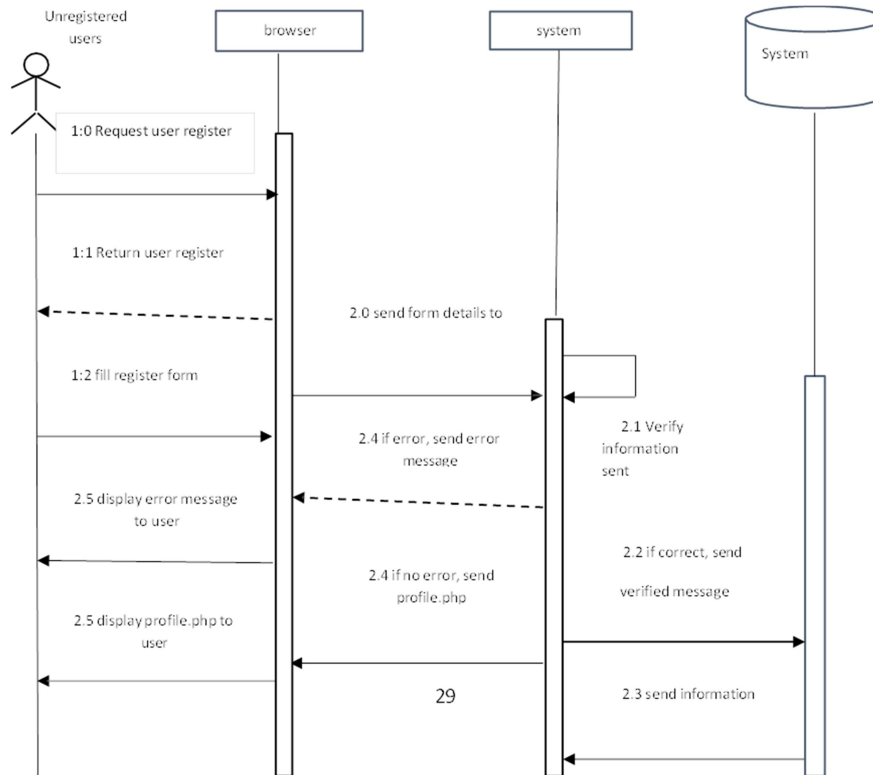 Unregistered
users
browser
system
System
1:0 Request user register
1:1 Return user register
2.0 send form details to
1:2 fill register form
2.1 Verify
information
sent
2.4 if error, send error
message
2.5 display error message
to user
2.2 if correct, send
verified message
2.4 if no error, send
profile.php
2.5 display profile.php to
user
29
2.3 send information